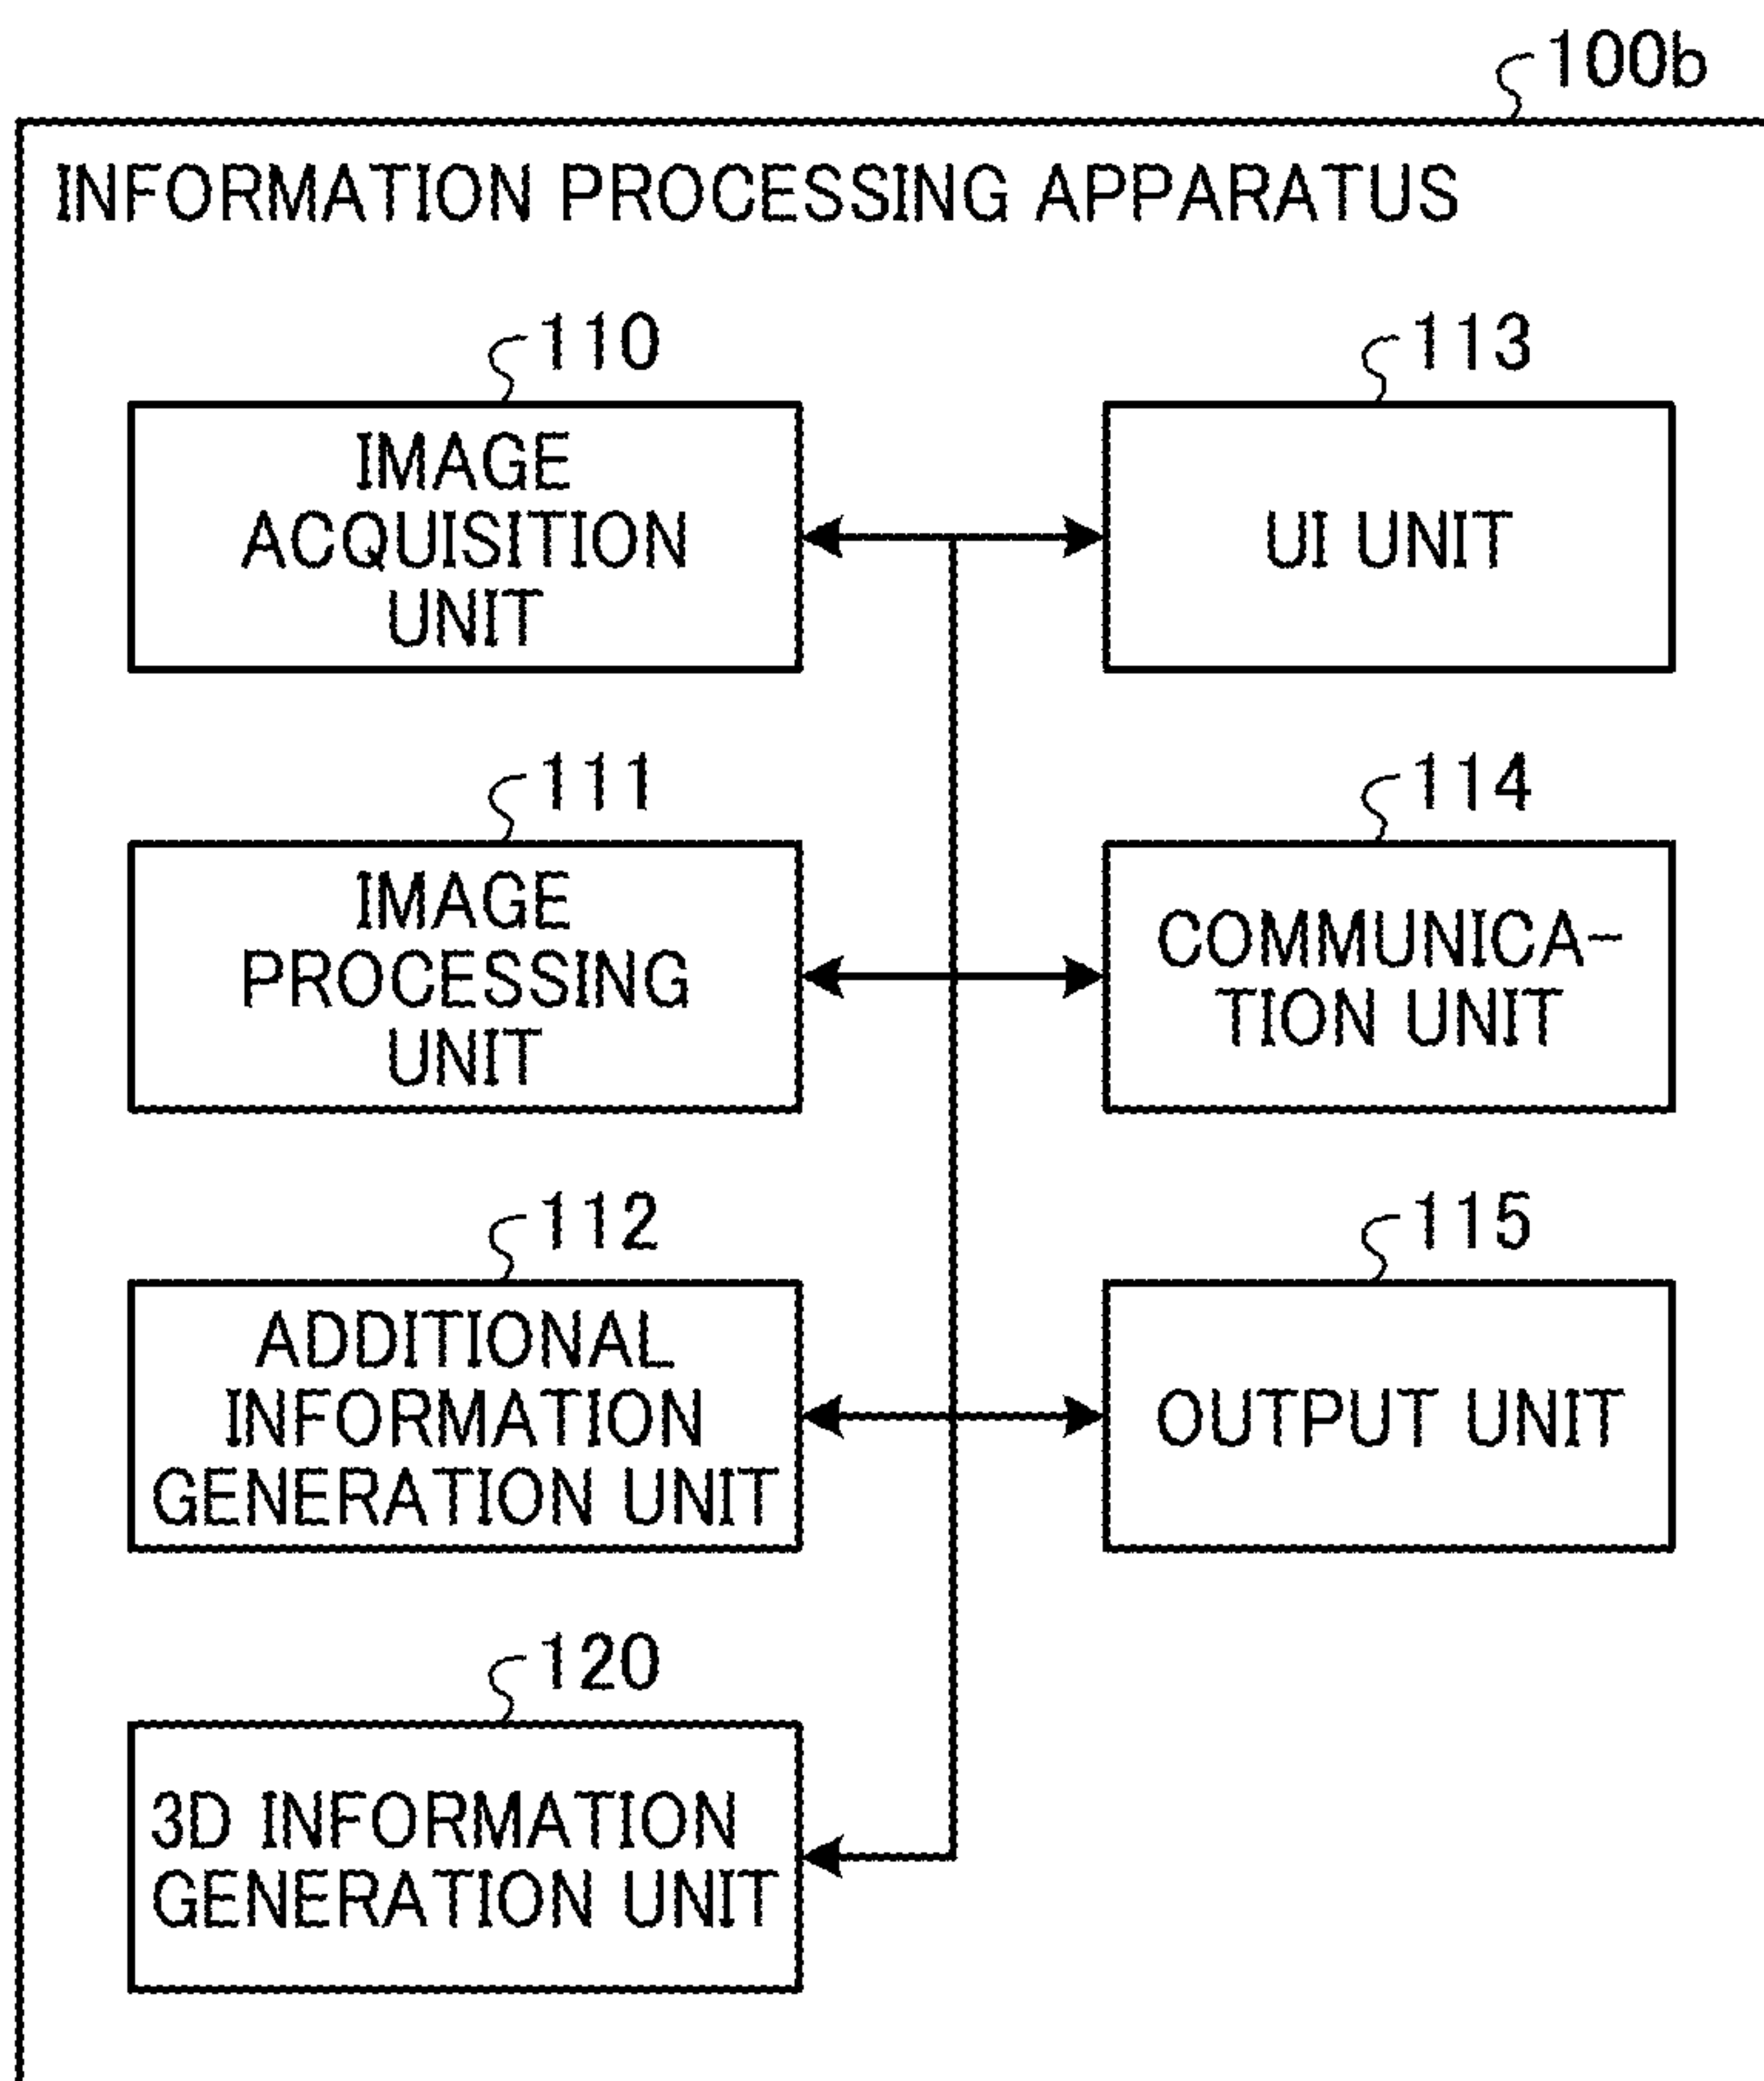 100b
INFORMATION PROCESSING APPARATUS
110
IMAGE
ACQUISITION
UNIT
113
UI UNIT
111
IMAGE
PROCESSING
UNIT
114
COMMUNICA-
TION UNIT
112
ADDITIONAL
INFORMATION
GENERATION UNIT
115
OUTPUT UNIT
120
3D INFORMATION
GENERATION UNIT